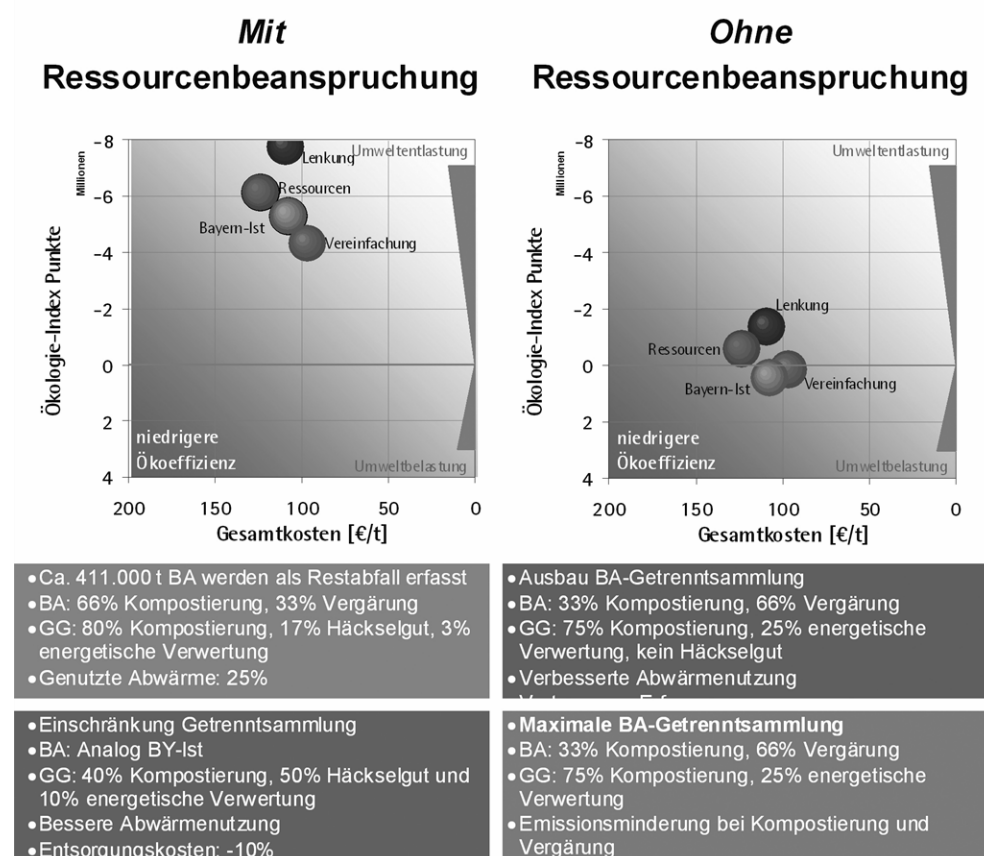 Mit
Ressourcenbeanspruchung
Ohne
Ressourcenbeanspruchung
-8
-6
-4
-2
0
2
4
Millionen
Ökologie-Index Punkte
Umweltentlastung
Lenkung
Ressourcen
Bayern-Ist
Vereinfachung
niedrigere
Ökoeffizienz
Umweltbelastung
200
150
100
50
0
Gesamtkosten [€/t]
-8
-6
-4
-2
0
2
4
Millionen
Ökologie-Index Punkte
Umweltentlastung
Lenkung
Ressourcen
Bayern-Ist
Vereinfachung
niedrigere
Ökoeffizienz
Umweltbelastung
200
150
100
50
0
Gesamtkosten [€/t]
•Ca. 411.000 t BA werden als Restabfall erfasst
•BA: 66% Kompostierung, 33% Vergärung
•GG: 80% Kompostierung, 17% Häckselgut, 3%
energetische Verwertung
•Genutzte Abwärme: 25%
•Ausbau BA-Getrenntsammlung
•BA: 33% Kompostierung, 66% Vergärung
•GG: 75% Kompostierung, 25% energetische
Verwertung, kein Häckselgut
•Verbesserte Abwärmenutzung
•Einschränkung Getrenntsammlung
•BA: Analog BY-Ist
•GG: 40% Kompostierung, 50% Häckselgut und
10% energetische Verwertung
•Bessere Abwärmenutzung
•Entsorgungskosten: -10%
•Maximale BA-Getrenntsammlung
•BA: 33% Kompostierung, 66% Vergärung
•GG: 75% Kompostierung, 25% energetische
Verwertung
•Emissionsminderung bei Kompostierung und
Vergärung